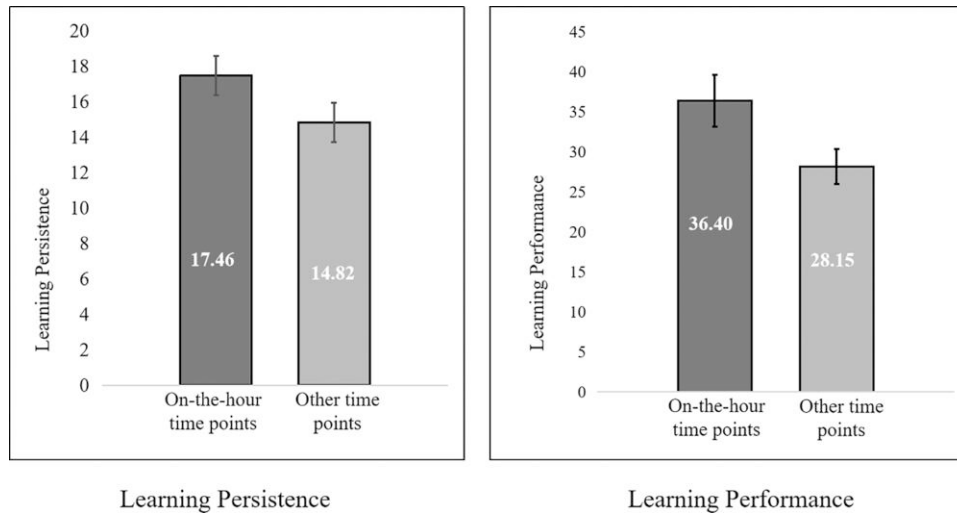 20
18
16
14
12
10
8
6
4
2
0
Learning Persistence
17.46
14.82
On-the-hour
time points
Other time
points
Learning Persistence
45
40
35
30
25
20
15
10
5
0
Learning Performance
36.40
28.15
On-the-hour
time points
Other time
points
Learning Performance